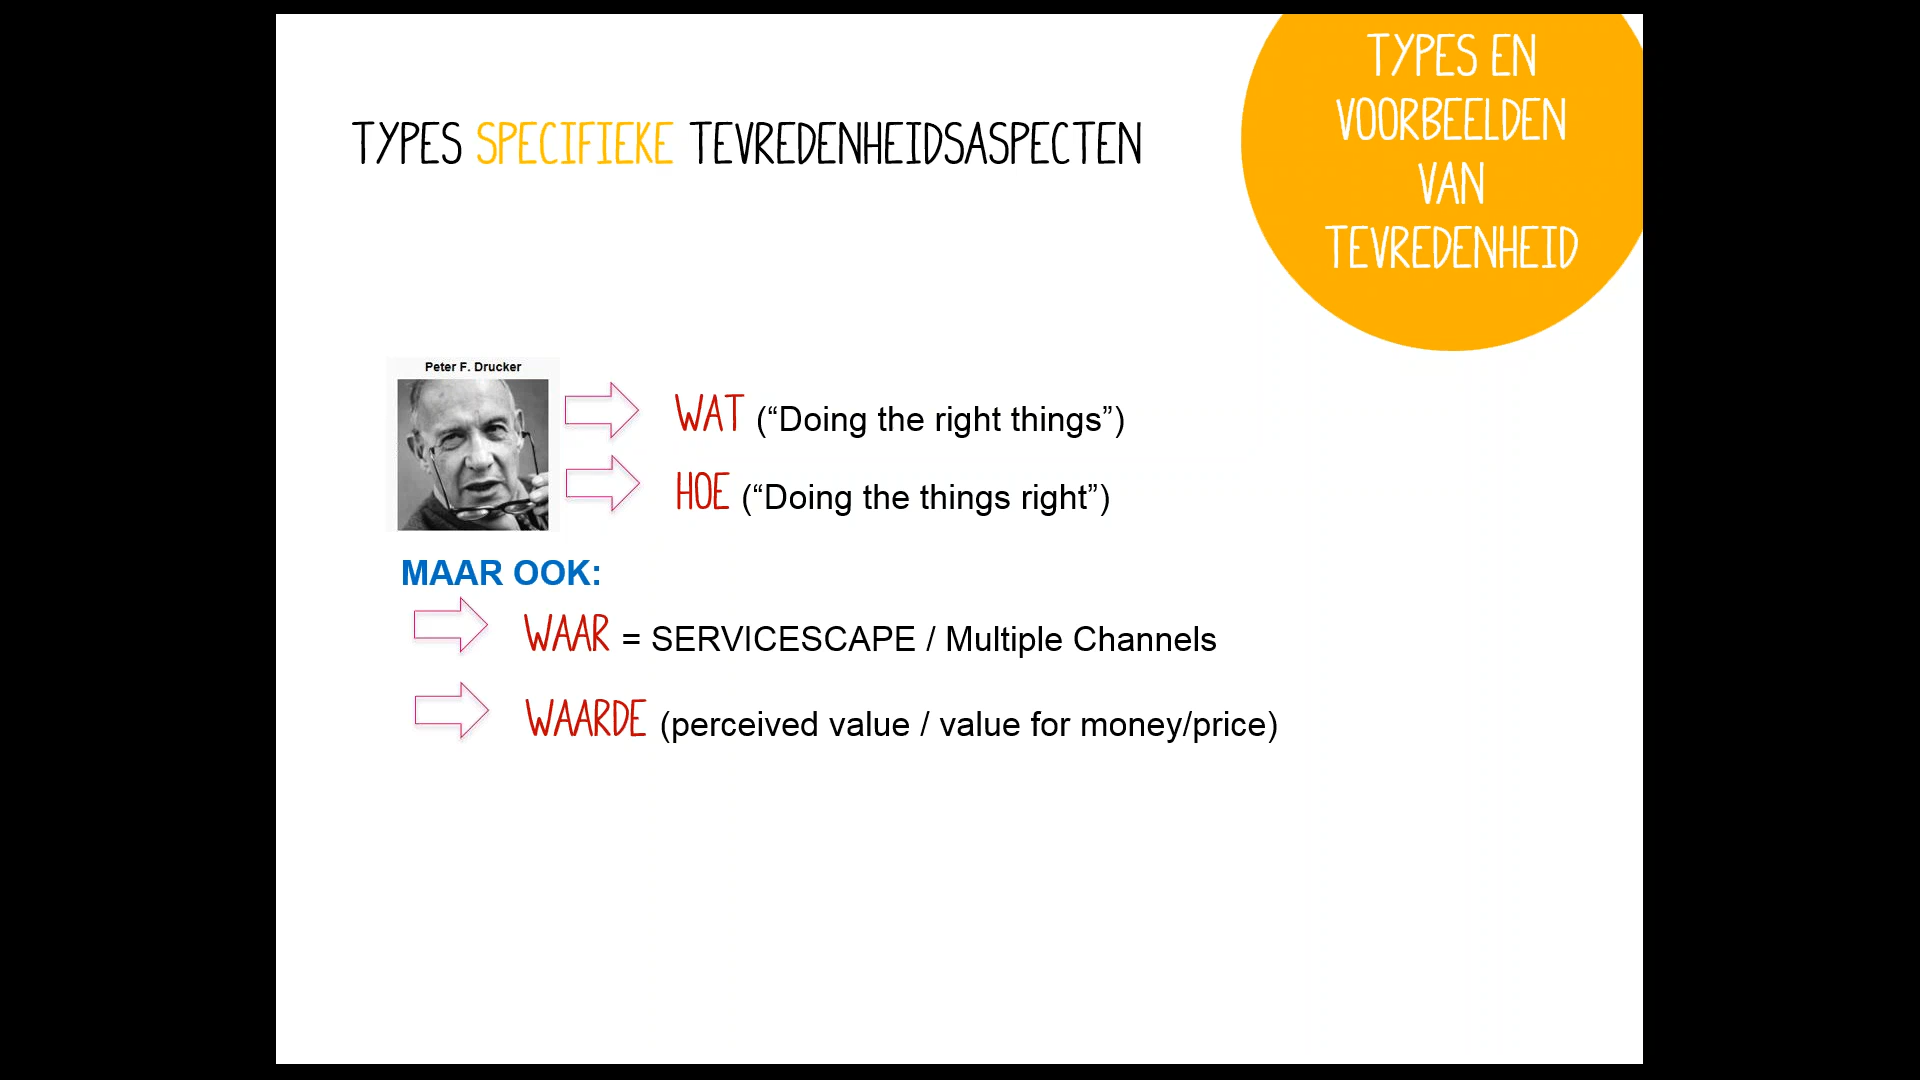 TYPES EN
VOORBEELDEN
VAN
TEVREDENHEID
TYPES SPECIFIEKE TEVREDENHEIDSASPECTEN
Peter F. Drucker
WAT (“Doing the right things”)
HOE (“Doing the things right”)
MAAR OOK:
WAAR = SERVICESCAPE / Multiple Channels
WAARDE (perceived value / value for money/price)